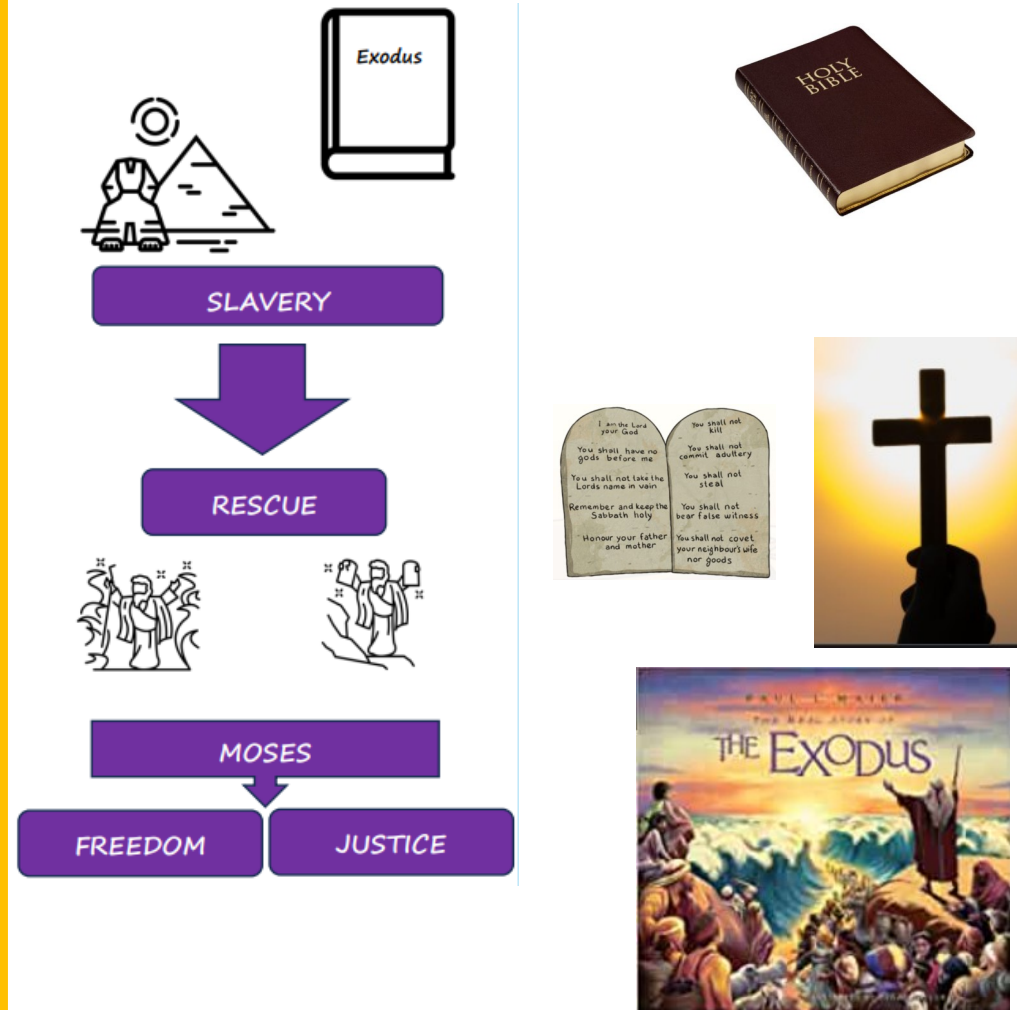 Exodus
SLAVERY
RESCUE
MOSES
FREEDOM
JUSTICE
HOLY
BIBLE
I am the Lord
your God
You shall have no
gods before me
You shall not take the
Lords name in vain
Remember and keep the
Sabbath holy
Honour your father
and mother
You shall not
kill
You shall not
commit adultery
You shall not
steal
You shall not
bear false witness
You shall not covet
your neighbour's wife
nor goods
PAUL L MAIER
THE REAL STORY OF
THE EXODUS